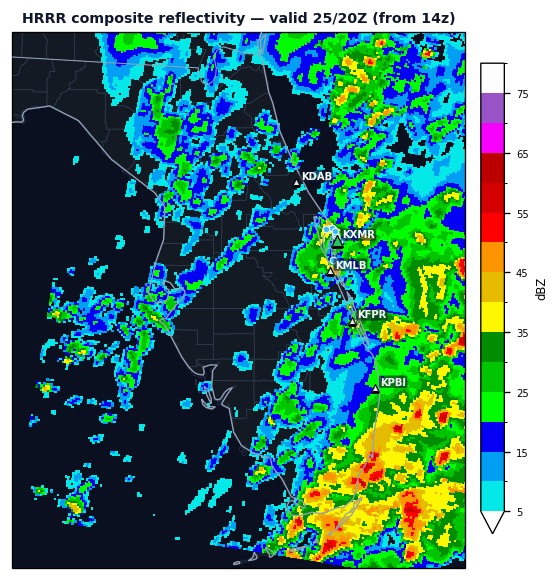 HRRR composite reflectivity — valid 25/20Z (from 14z)
KDAB
KXMR
KMLB
KFPR
KPBI
75
65
55
45
35
25
15
5
dBZ